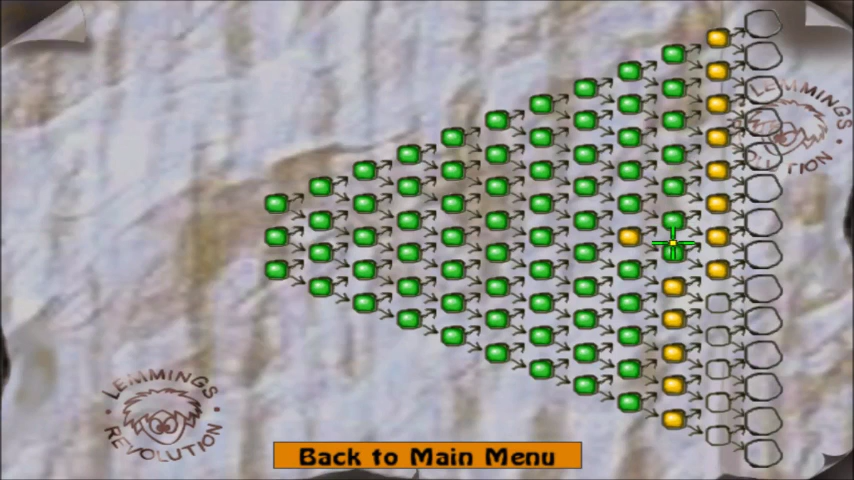 LEMMINGS
REVOLUTION
LEMMINGS
REVOLUTION
Back to Main Menu